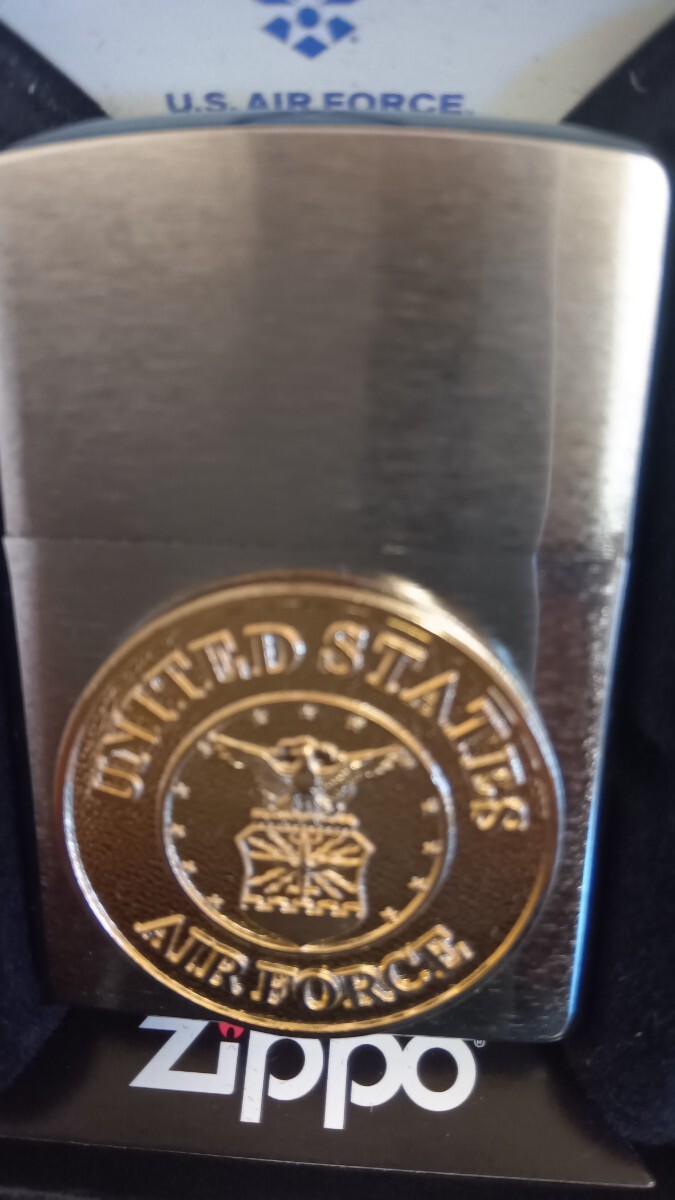 U.S. AIR FORCE.
UNITED STATES
AIR FORCE
zippo®